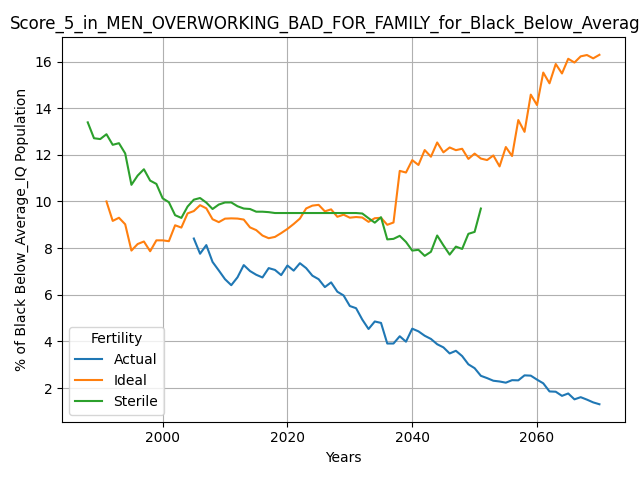 Score_5_in_MEN_OVERWORKING_BAD_FOR_FAMILY_for_Black_Below_Averag
% of Black Below_Average_IQ Population
16
14
12
10
8
6
4
2
Fertility
Actual
Ideal
Sterile
2000
2020
2040
2060
Years